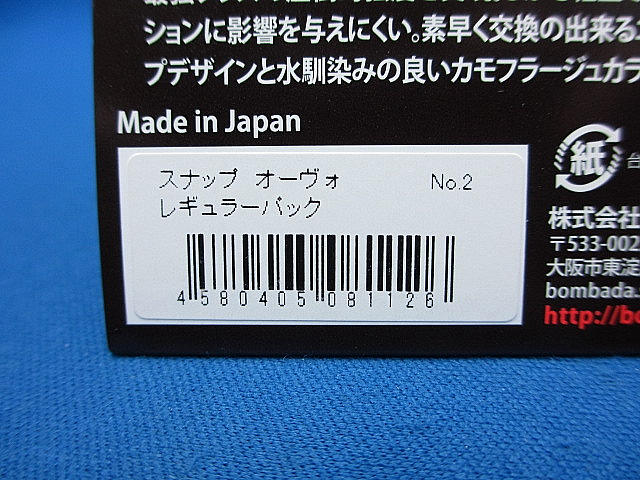 ションに影響を与えにくい。素早く交換の出来る
プデザインと水馴染みの良いカモフラージュカラ
Made in Japan
スナップ オーヴォ No.2
レギュラーパック
4580405081126
紙
台
株式会社
〒533-002
大阪市東淀
bombada.
http://bo